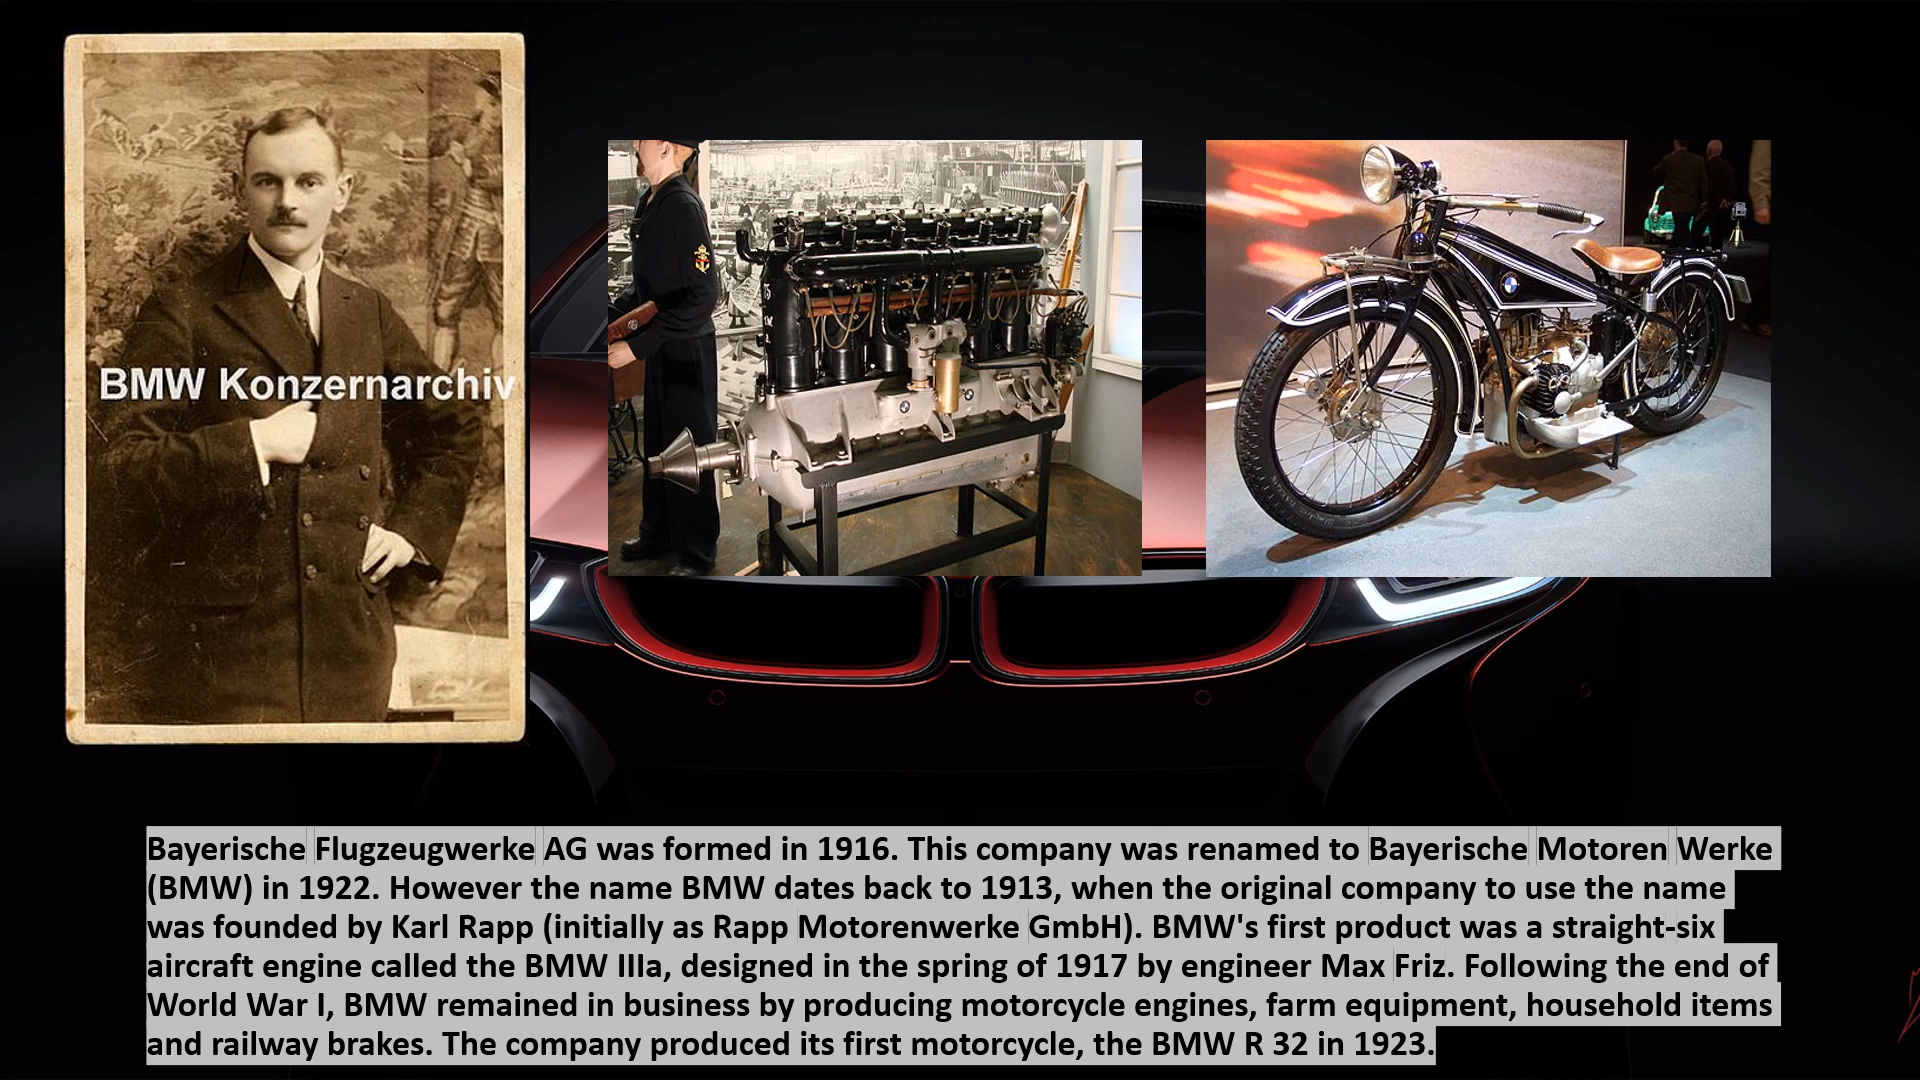 BMW Konzernarchiv
Bayerische Flugzeugwerke AG was formed in 1916. This company was renamed to Bayerische Motoren Werke
(BMW) in 1922. However the name BMW dates back to 1913, when the original company to use the name
was founded by Karl Rapp (initially as Rapp Motorenwerke GmbH). BMW's first product was a straight-six
aircraft engine called the BMW IIIa, designed in the spring of 1917 by engineer Max Friz. Following the end of
World War I, BMW remained in business by producing motorcycle engines, farm equipment, household items
and railway brakes. The company produced its first motorcycle, the BMW R 32 in 1923.